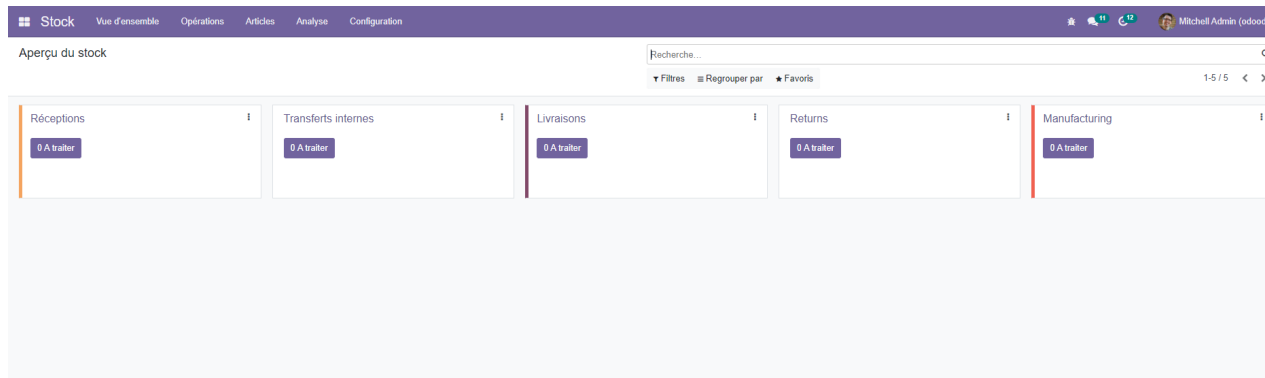 Stock Vue d'ensemble Opérations Articles Analyse Configuration 11 12 Mitchell Admin (odood
Aperçu du stock
Recherche...
Filtres Regrouper par Favoris 1-5 / 5
Réceptions Transferts internes Livraisons Returns Manufacturing
0 A traiter 0 A traiter 0 A traiter 0 A traiter 0 A traiter